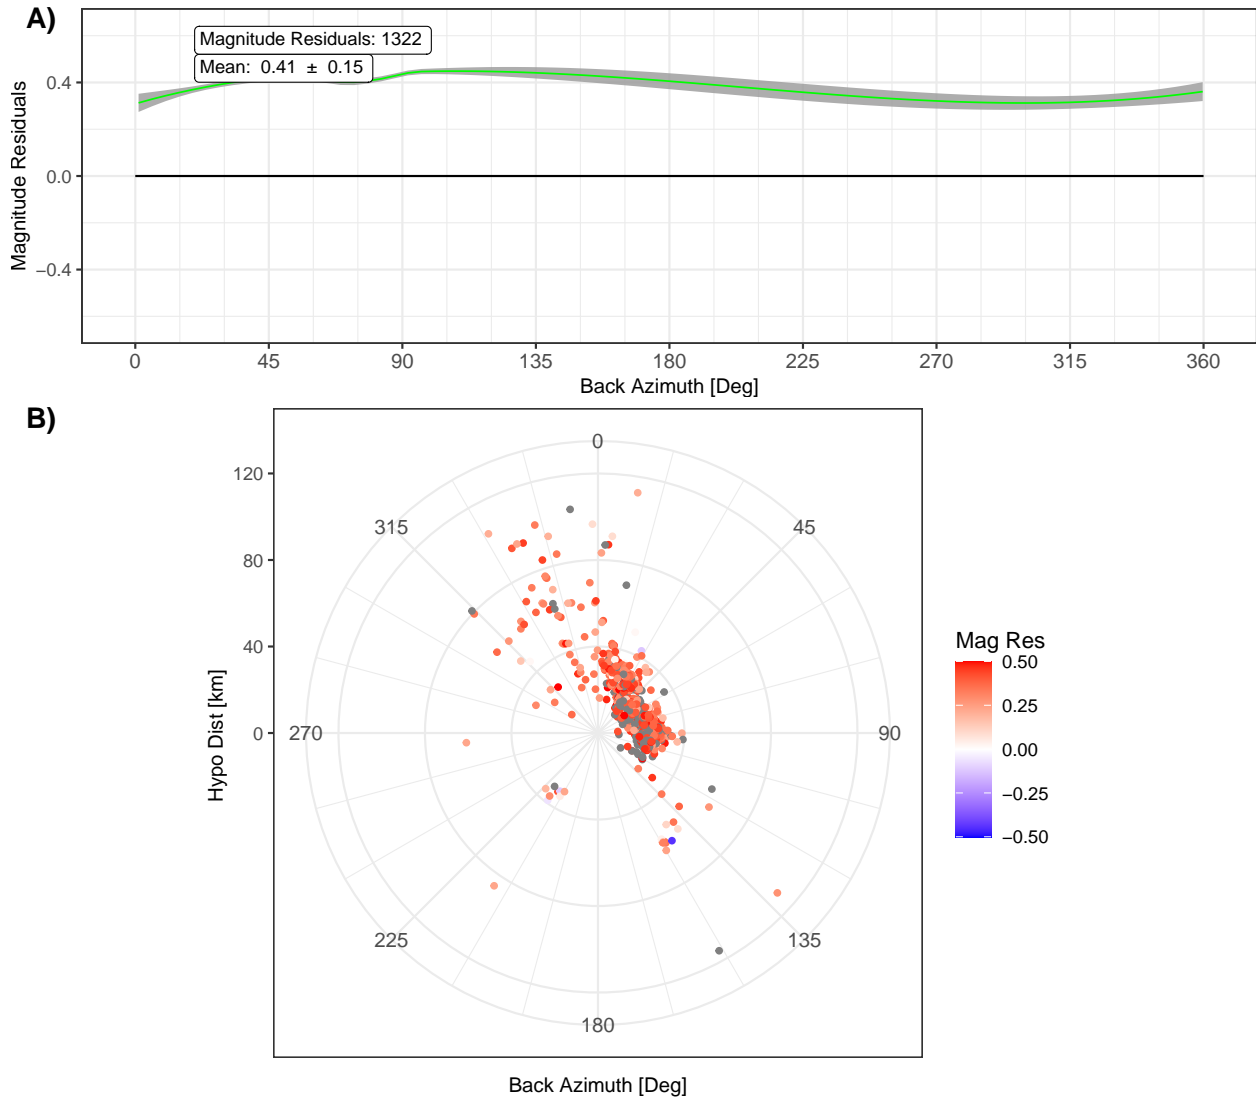 A)
Magnitude Residuals: 1322
Mean: 0.41 ± 0.15
Magnitude Residuals
0.4
0.0
−0.4
0 45 90 135 180 225 270 315 360
Back Azimuth [Deg]
B)
Hypo Dist [km]
120
80
40
0
0
45
90
135
180
225
270
315
Back Azimuth [Deg]
Mag Res
0.50
0.25
0.00
−0.25
−0.50